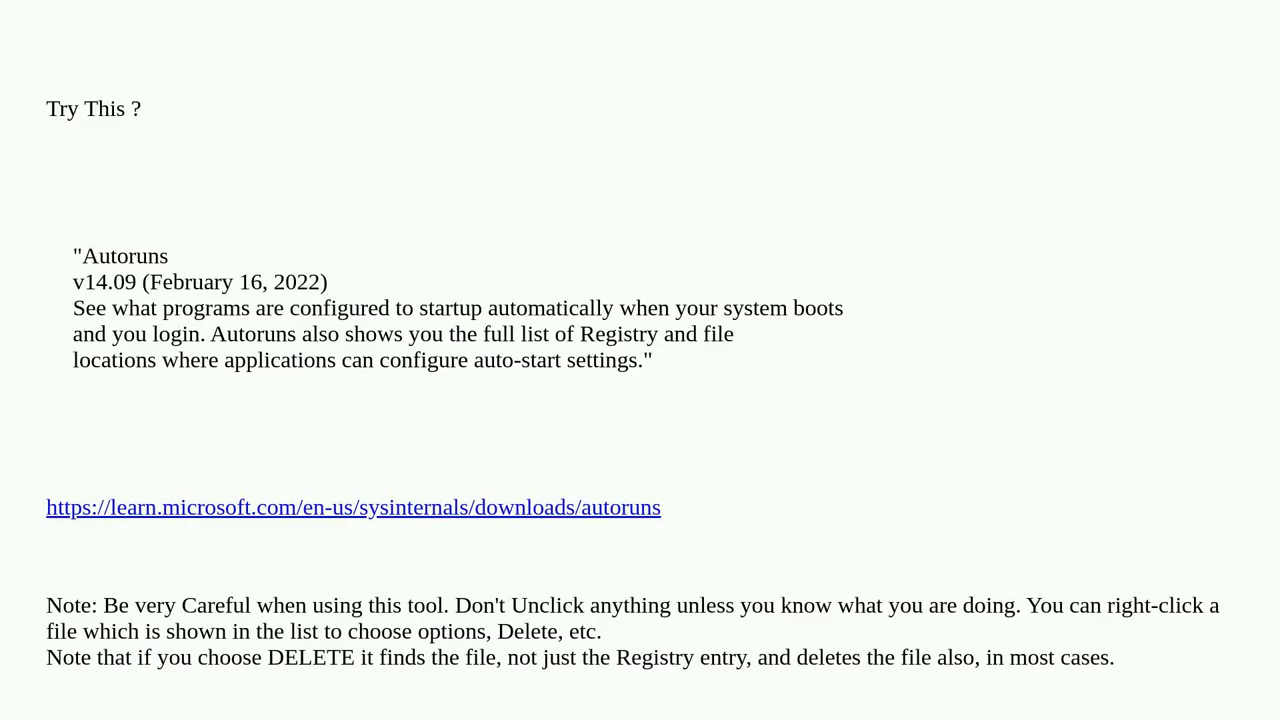 Try This ?
"Autoruns
v14.09 (February 16, 2022)
See what programs are configured to startup automatically when your system boots
and you login. Autoruns also shows you the full list of Registry and file
locations where applications can configure auto-start settings."
https://learn.microsoft.com/en-us/sysinternals/downloads/autoruns
Note: Be very Careful when using this tool. Don't Unclick anything unless you know what you are doing. You can right-click a
file which is shown in the list to choose options, Delete, etc.
Note that if you choose DELETE it finds the file, not just the Registry entry, and deletes the file also, in most cases.